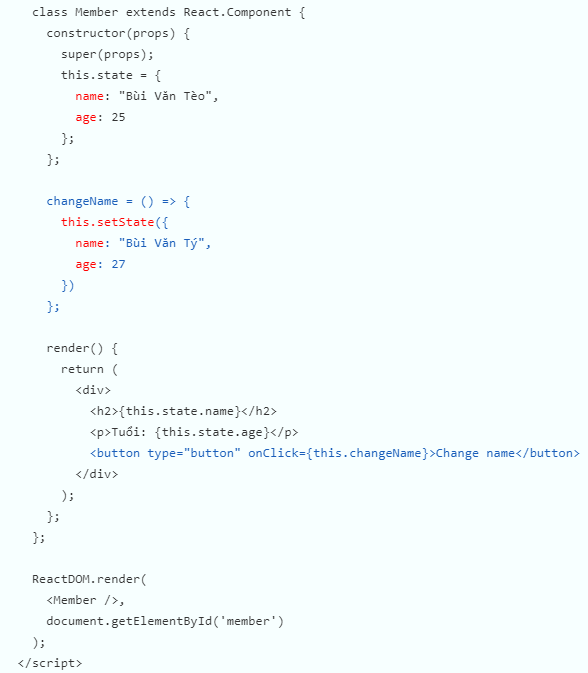 class Member extends React.Component {
constructor(props) {
super(props);
this.state = {
name: "Bùi Văn Tèo",
age: 25
};
};
changeName = () => {
this.setState({
name: "Bùi Văn Tý",
age: 27
})
};
render() {
return (
<div>
<h2>{this.state.name}</h2>
<p>Tuổi: {this.state.age}</p>
<button type="button" onClick={this.changeName}>Change name</button>
</div>
);
};
};
ReactDOM.render(
<Member />,
document.getElementById('member')
);
</script>